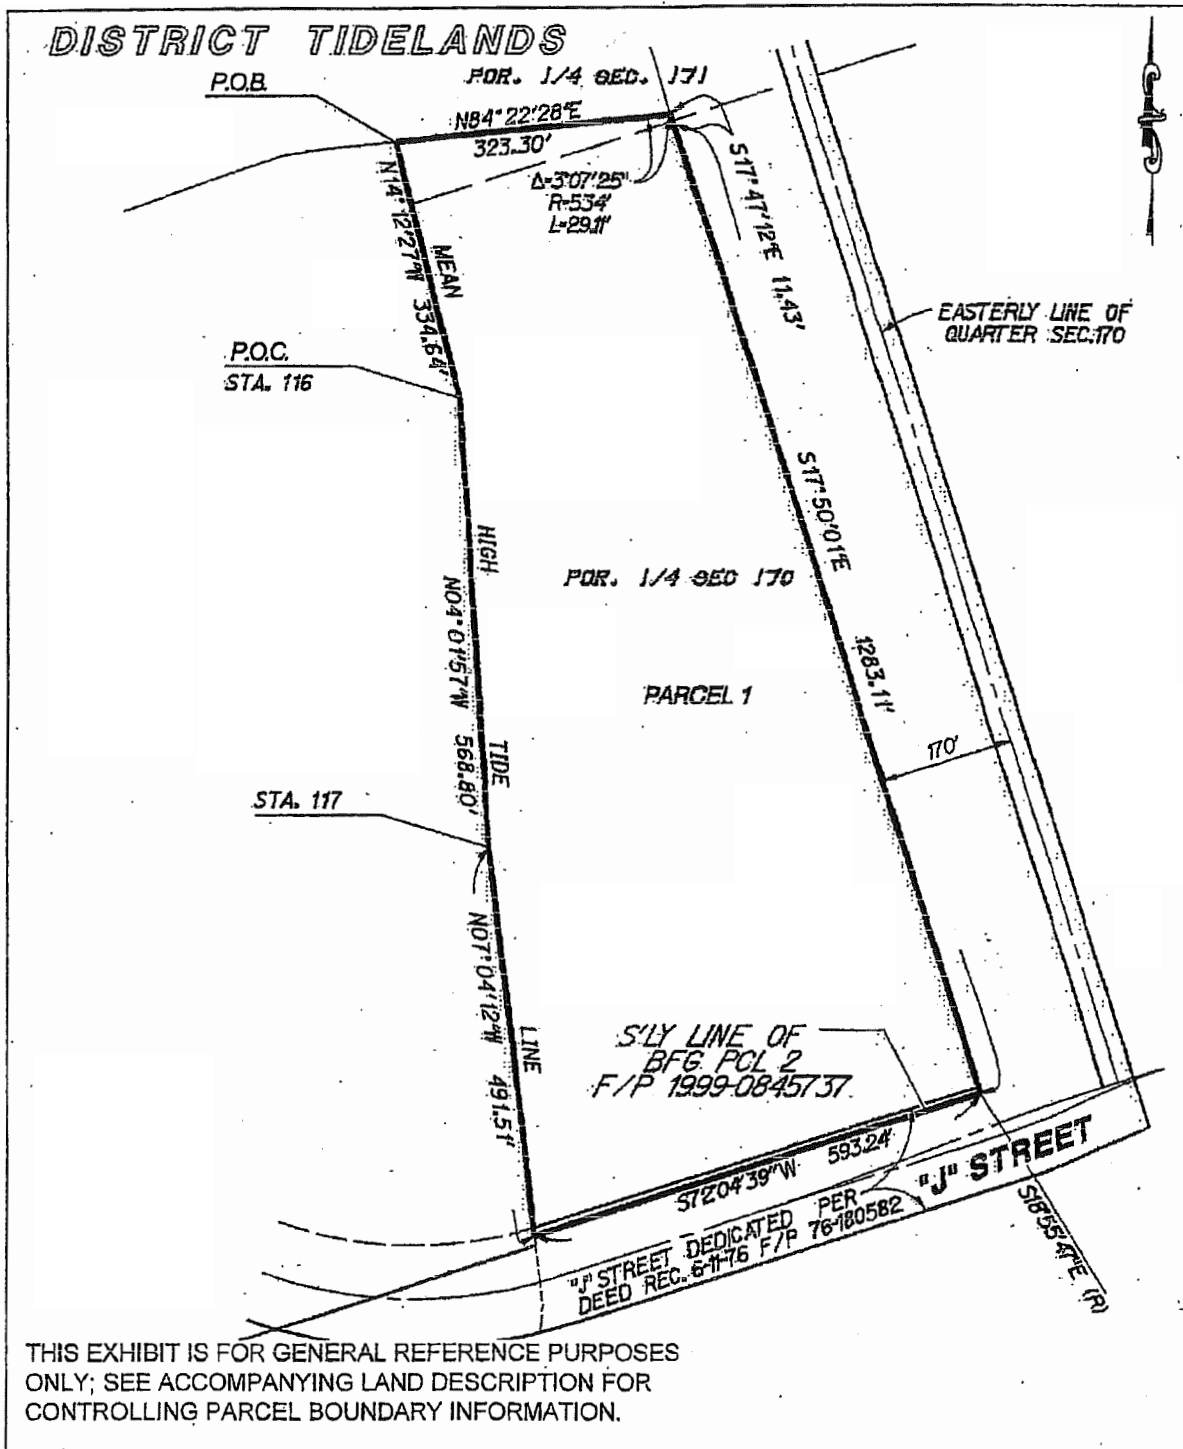 DISTRICT TIDELANDS
P.O.B.
POR. 1/4 SEC. 171
N84°22'28"E
323.30'
Δ=3°07'25"
R=534'
L=29.11'
S17°47'12"E 11.43'
N14°12'27"W 334.64'
MEAN
EASTERLY LINE OF
QUARTER SEC.170
P.O.C.
STA. 116
S17°50'01"E
1283.11'
HIGH
POR. 1/4 SEC 170
N04°01'57"W 568.80'
PARCEL 1
TIDE
170'
STA. 117
N07°04'12"W 491.51'
LINE
S'LY LINE OF
BFG PCL 2
F/P 1999-0845737
S72°04'39"W 593.24'
"J" STREET
"J" STREET DEDICATED PER
DEED REC. 6-11-76 F/P 76-180582
S18°55'47"E (R)
THIS EXHIBIT IS FOR GENERAL REFERENCE PURPOSES
ONLY; SEE ACCOMPANYING LAND DESCRIPTION FOR
CONTROLLING PARCEL BOUNDARY INFORMATION.